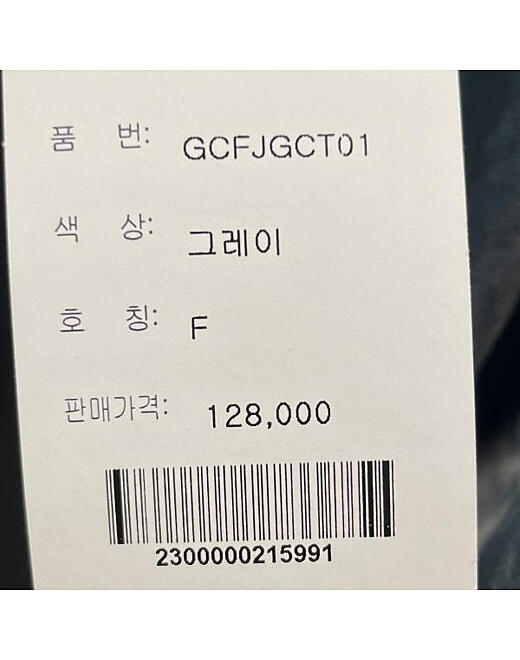 품 번: GCFJGCT01
색 상: 그레이
호 칭: F
판매가격: 128,000
2300000215991